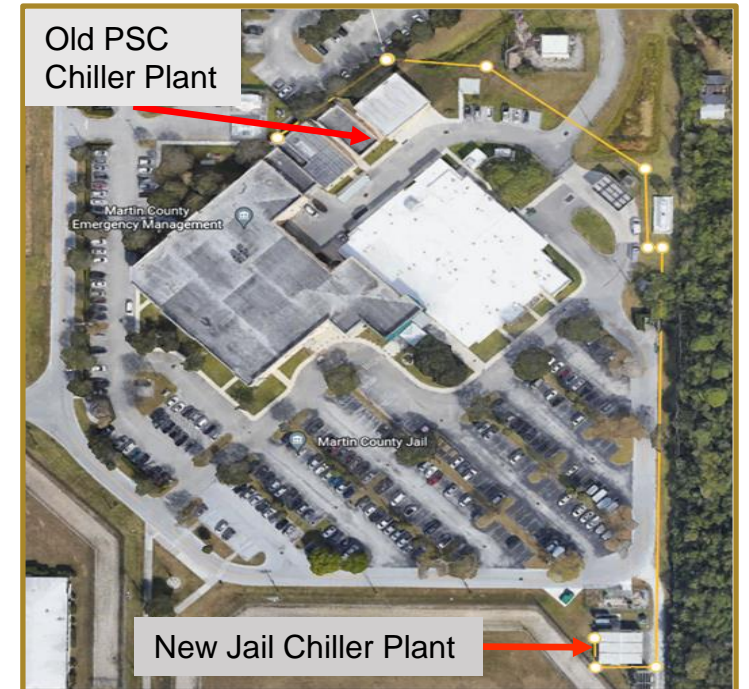 Old PSC
Chiller Plant
Martin County
Emergency Management
Martin County Jail
New Jail Chiller Plant